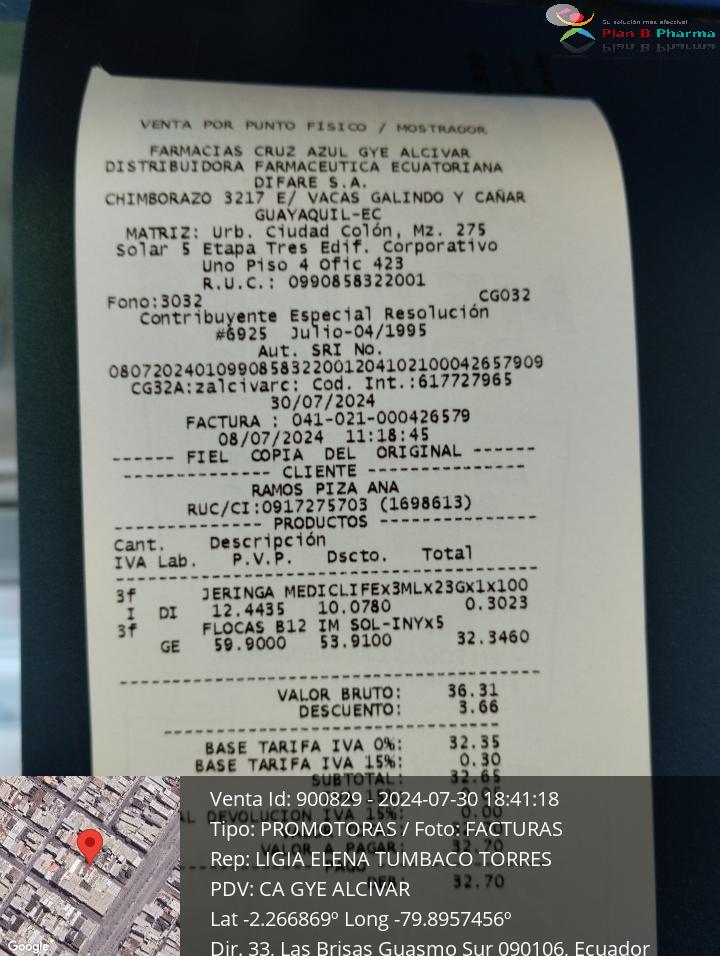 Su solución más efectiva!
Plan B Pharma
VENTA POR PUNTO FÍSICO / MOSTRADOR
FARMACIAS CRUZ AZUL GYE ALCIVAR
DISTRIBUIDORA FARMACEUTICA ECUATORIANA
DIFARE S.A.
CHIMBORAZO 3217 E/ VACAS GALINDO Y CAÑAR
GUAYAQUIL-EC
MATRIZ: Urb. Ciudad Colón, Mz. 275
Solar 5 Etapa Tres Edif. Corporativo
Uno Piso 4 Ofic 423
R.U.C.: 0990858322001
Fono:3032 CG032
Contribuyente Especial Resolución
#6925 Julio-04/1995
Aut. SRI No.
0807202401099085832200120410210004265790​9
CG32A:zalcivarc: Cod. Int.:617727965
30/07/2024
FACTURA : 041-021-000426579
08/07/2024 11:18:45
------ FIEL COPIA DEL ORIGINAL ------
-------------- CLIENTE ----------------
RAMOS PIZA ANA
RUC/CI:0917275703 (1698613)
-------------- PRODUCTOS ---------------
Cant. Descripción
IVA Lab. P.V.P. Dscto. Total
3f JERINGA MEDICLIFEx3MLx23Gx1x100
I DI 12.4435 10.0780 0.3023
3f FLOCAS B12 IM SOL-INYx5
GE 59.9000 53.9100 32.3460
VALOR BRUTO: 36.31
DESCUENTO: 3.66
BASE TARIFA IVA 0%: 32.35
BASE TARIFA IVA 15%: 0.30
SUBTOTAL: 32.65
DEVOLUCION IVA 15%: 0.00
VALOR A PAGAR: 32.70
32.70
Venta Id: 900829 - 2024-07-30 18:41:18
Tipo: PROMOTORAS / Foto: FACTURAS
Rep: LIGIA ELENA TUMBACO TORRES
PDV: CA GYE ALCIVAR
Lat -2.266869º Long -79.8957456º
Dir. 33, Las Brisas Guasmo Sur 090106, Ecuador
Google